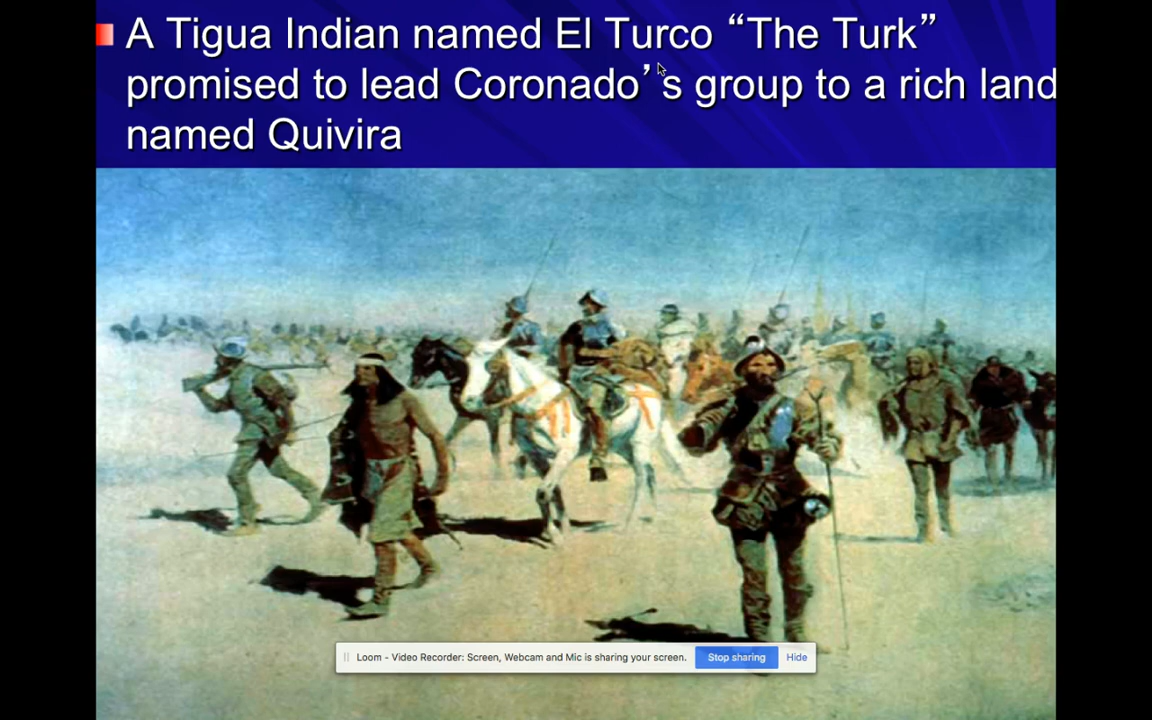 A Tigua Indian named El Turco “The Turk”
promised to lead Coronado’s group to a rich land
named Quivira
Loom - Video Recorder: Screen, Webcam and Mic is sharing your screen. Stop sharing Hide